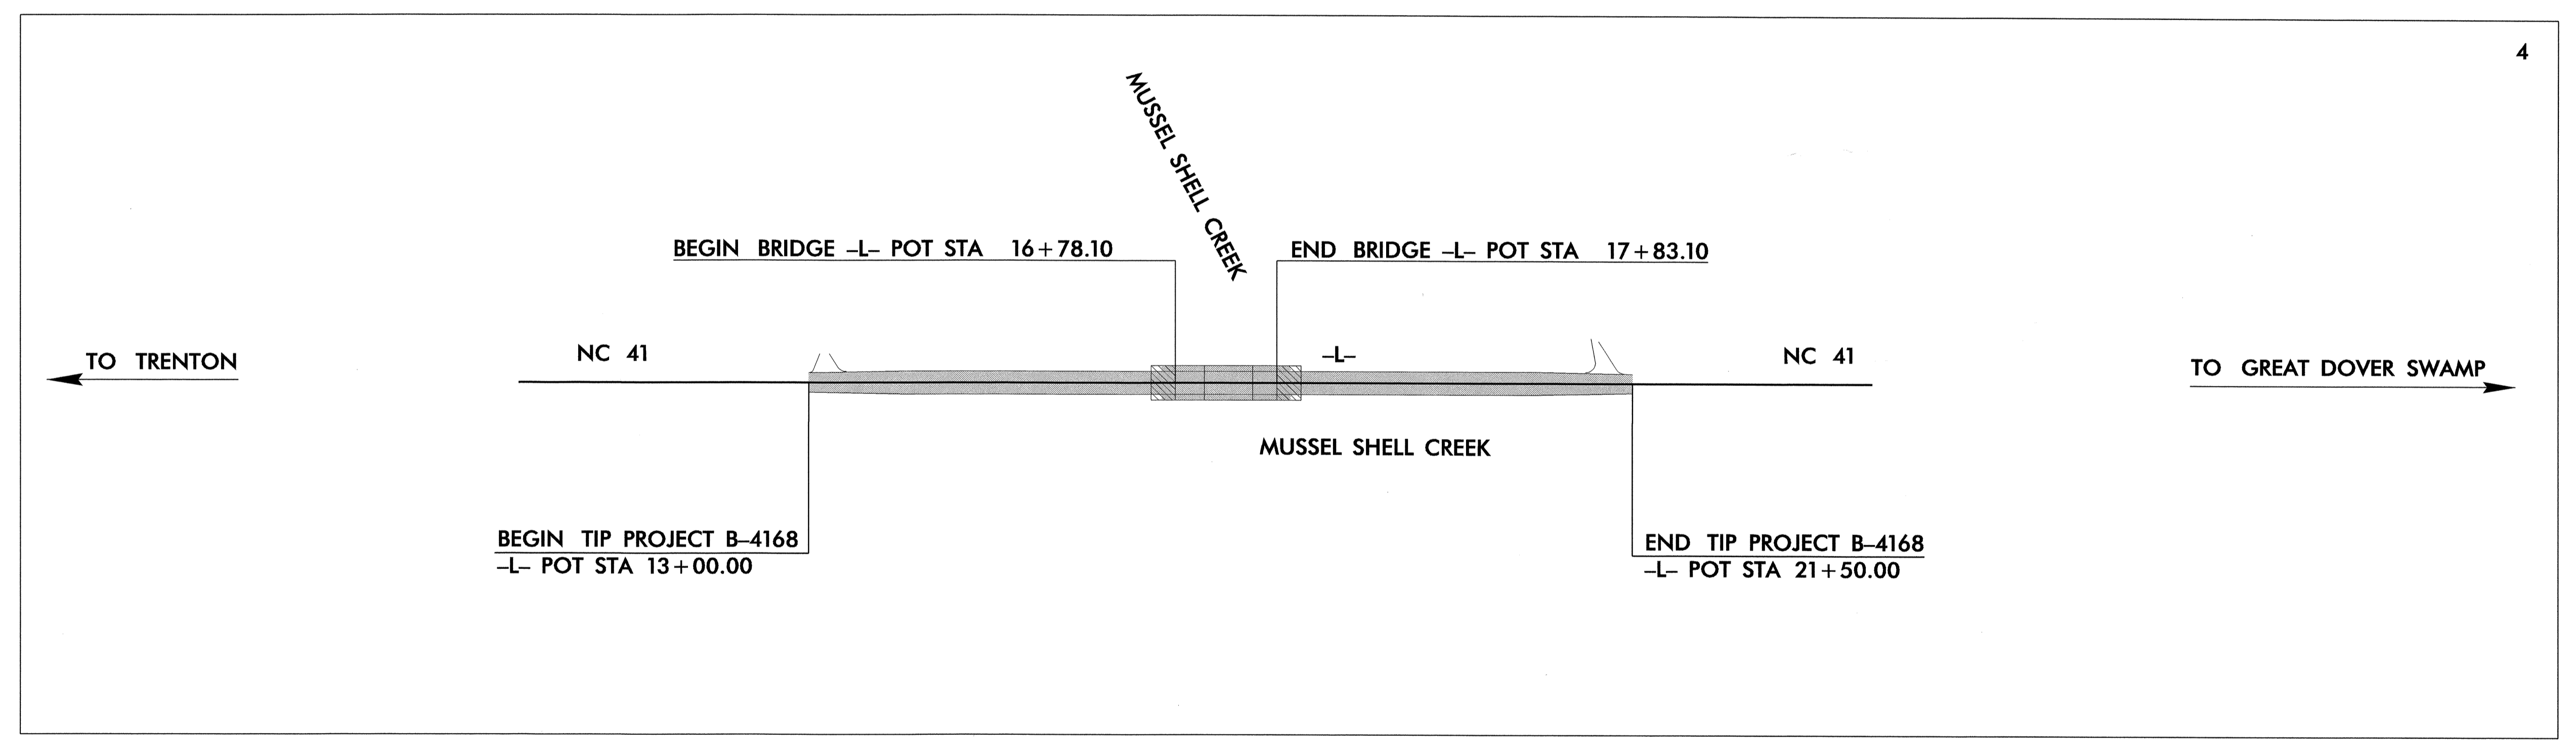 4
MUSSEL SHELL CREEK
BEGIN BRIDGE –L– POT STA 16+78.10
END BRIDGE –L– POT STA 17+83.10
TO TRENTON
NC 41
–L–
NC 41
TO GREAT DOVER SWAMP
MUSSEL SHELL CREEK
BEGIN TIP PROJECT B–4168
–L– POT STA 13+00.00
END TIP PROJECT B–4168
–L– POT STA 21+50.00